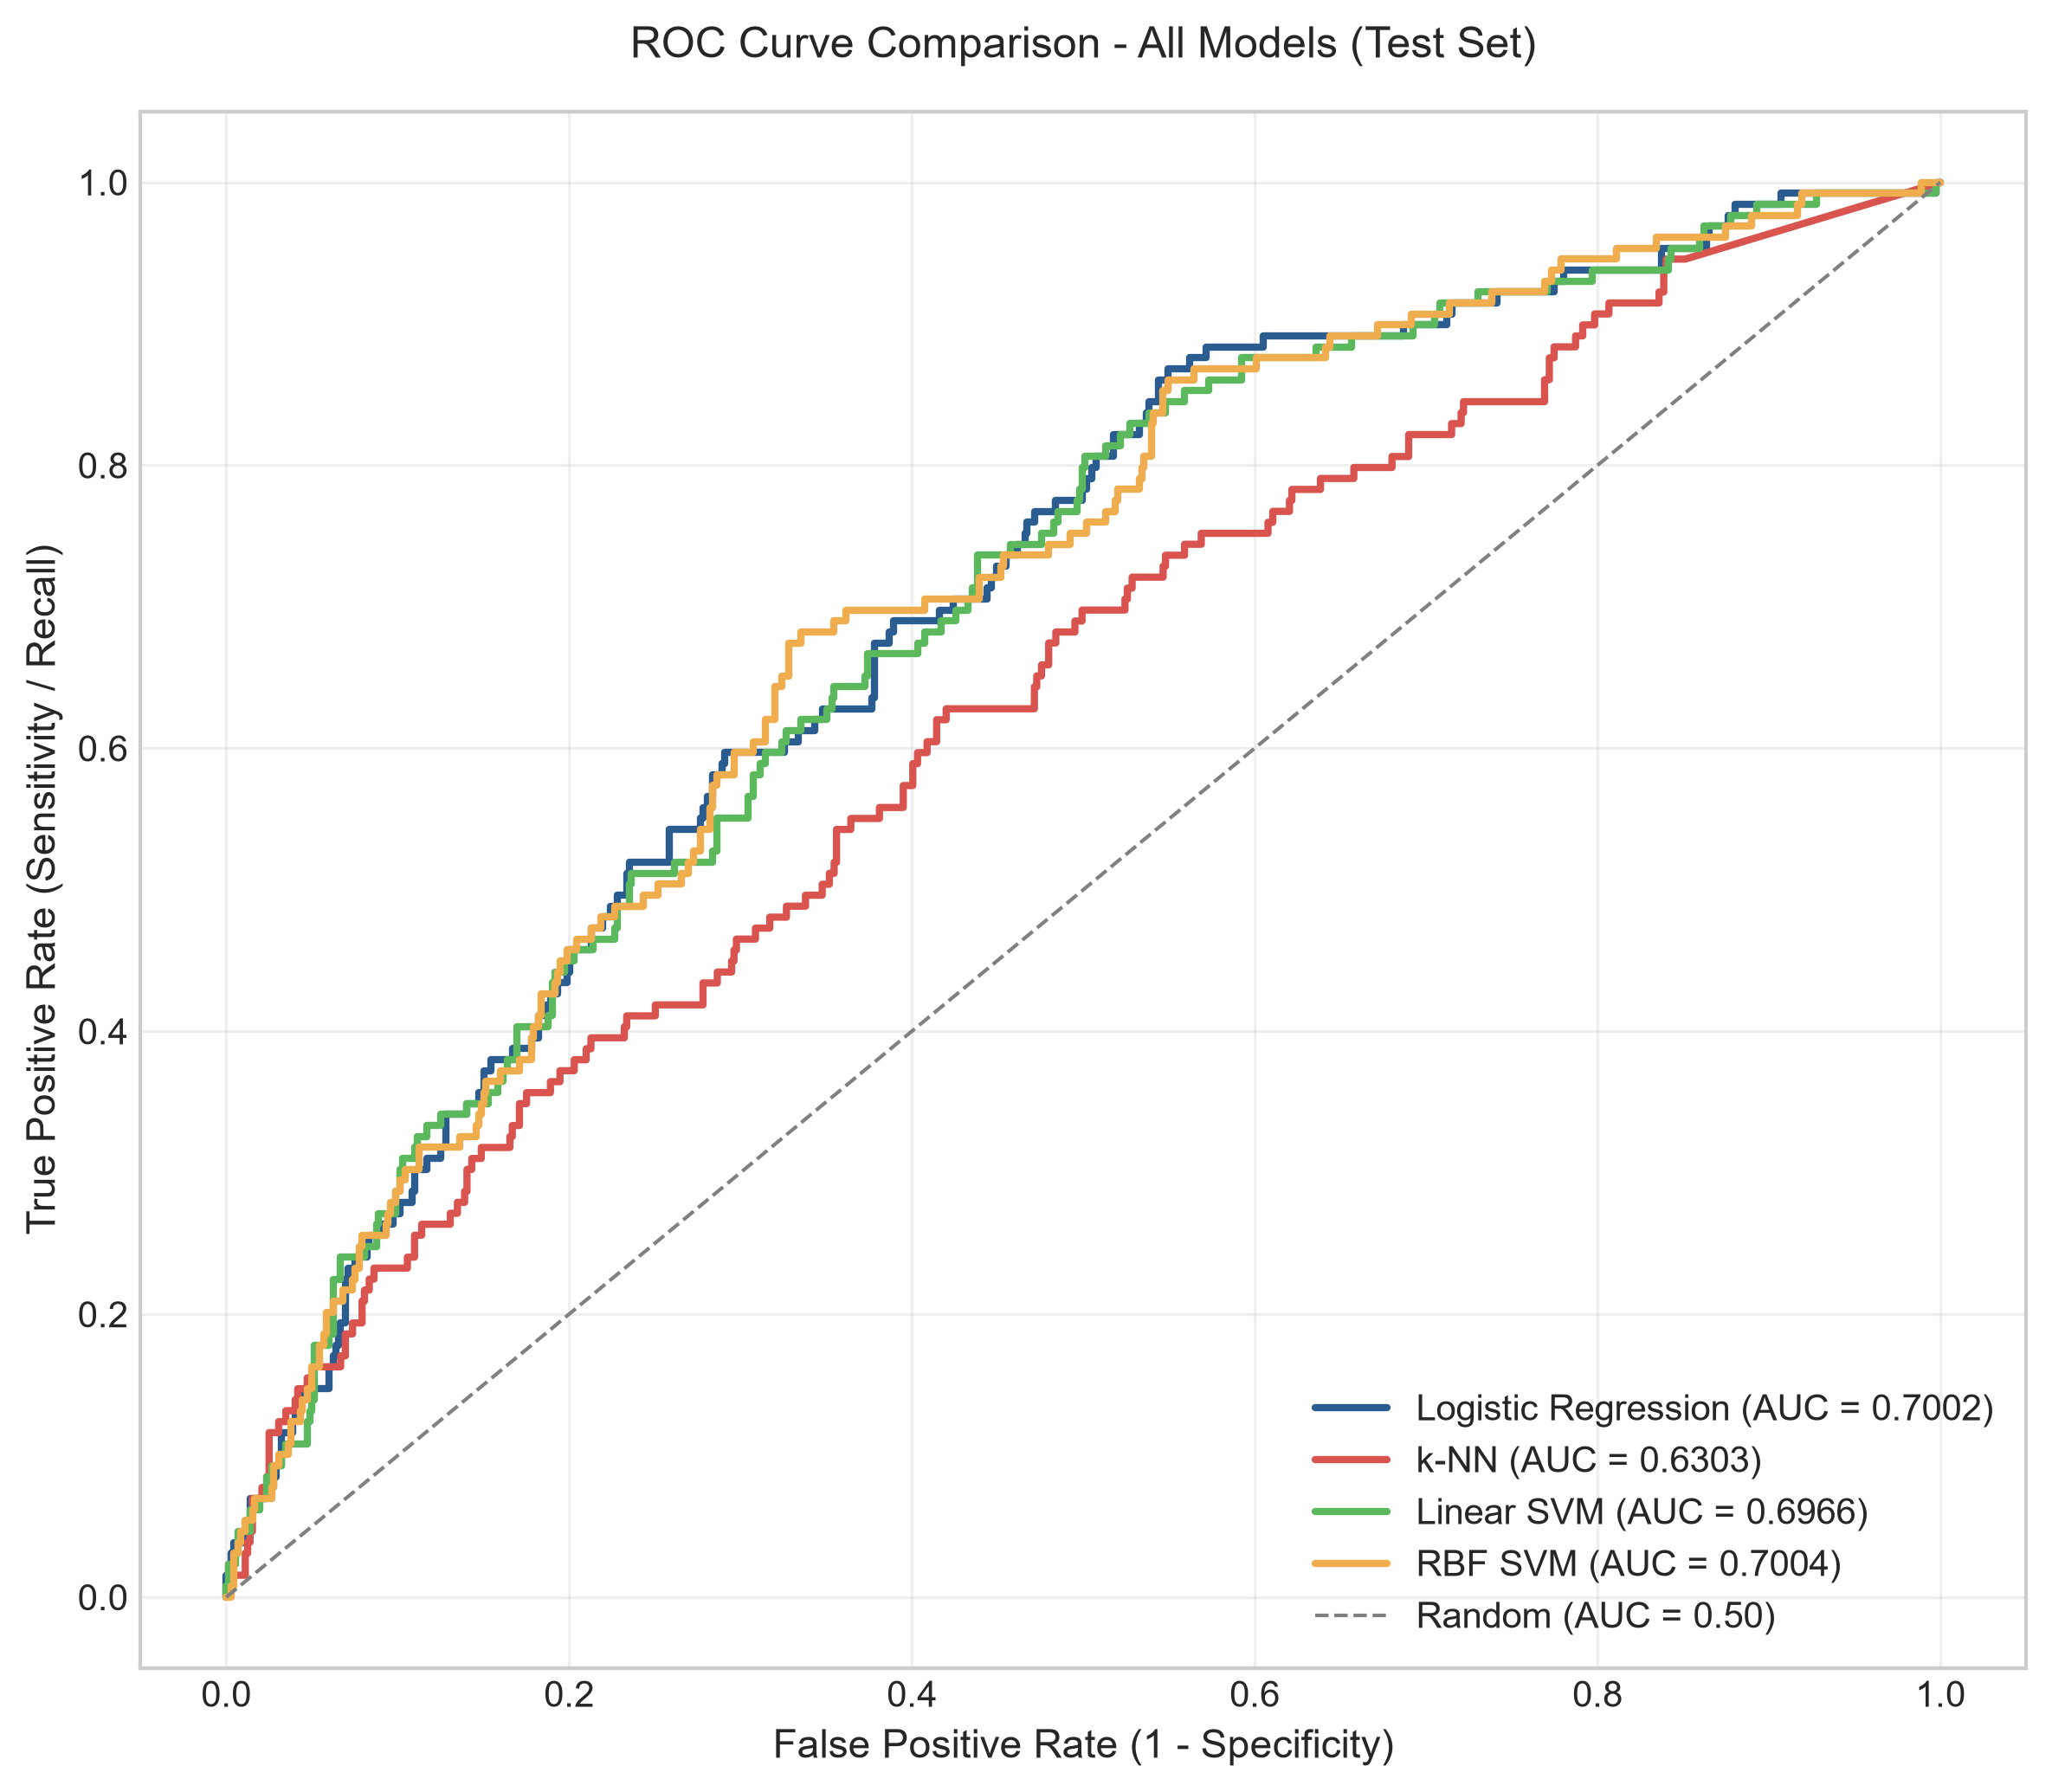 ROC Curve Comparison - All Models (Test Set)
True Positive Rate (Sensitivity / Recall)
1.0
0.8
0.6
0.4
0.2
0.0
Logistic Regression (AUC = 0.7002)
k-NN (AUC = 0.6303)
Linear SVM (AUC = 0.6966)
RBF SVM (AUC = 0.7004)
Random (AUC = 0.50)
0.0 0.2 0.4 0.6 0.8 1.0
False Positive Rate (1 - Specificity)